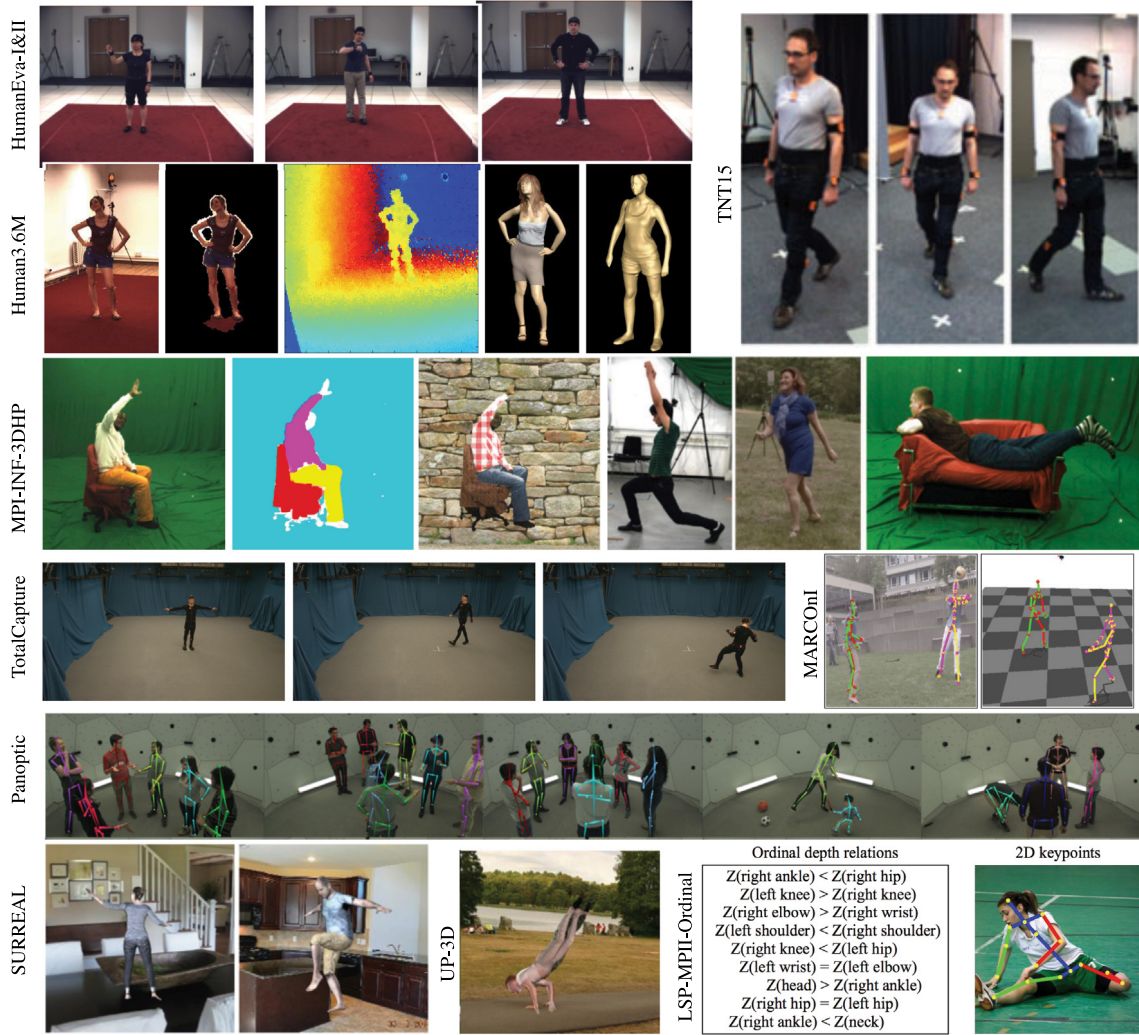 HumanEva-I&II
TNT15
Human3.6M
MPI-INF-3DHP
TotalCapture
MARCOnI
Panoptic
SURREAL
UP-3D
LSP-MPII-Ordinal
Ordinal depth relations
Z(right ankle) < Z(right hip)
Z(left knee) > Z(right knee)
Z(right elbow) > Z(right wrist)
Z(left shoulder) < Z(right shoulder)
Z(right knee) < Z(left hip)
Z(left wrist) = Z(left elbow)
Z(head) > Z(right ankle)
Z(right hip) = Z(left hip)
Z(right ankle) < Z(neck)
2D keypoints